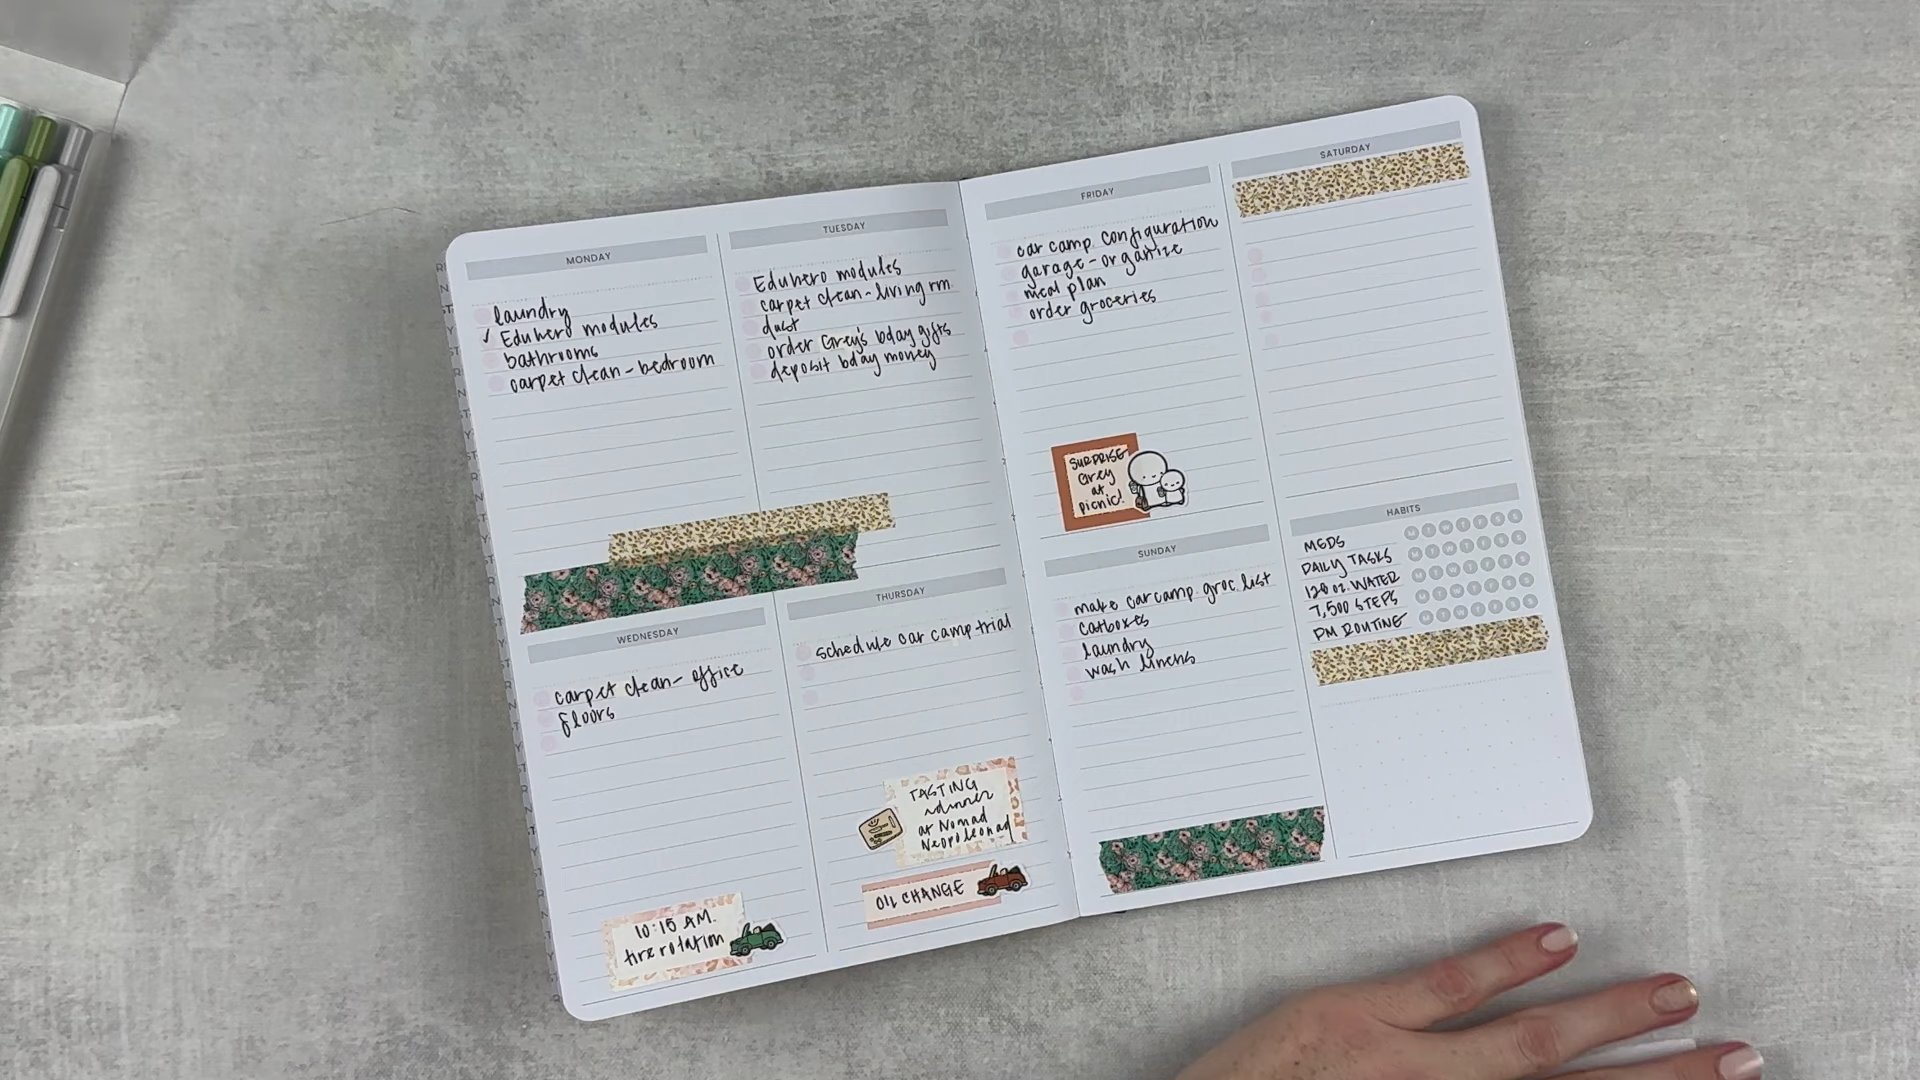 MONDAY
laundry
✓ Eduhero modules
bathrooms
carpet clean - bedroom
TUESDAY
Eduhero modules
carpet clean - living rm.
dust
order Grey's bday gifts
deposit bday money
WEDNESDAY
carpet clean - office
floors
10:15 AM.
tire rotation
THURSDAY
schedule car camp trial
TASTING
dinner
at Nomad
Neopoleonad
OIL CHANGE
FRIDAY
car camp. configuration
garage - organize
meal plan
order groceries
SURPRISE
Grey
at
picnic!
SATURDAY
SUNDAY
make car camp. groc. list
catboxes
laundry
wash linens
HABITS
MEDS M T W T F S S
DAILY TASKS M T W T F S S
120 oz. WATER M T W T F S S
7,500 STEPS M T W T F S S
PM ROUTINE M T W T F S S